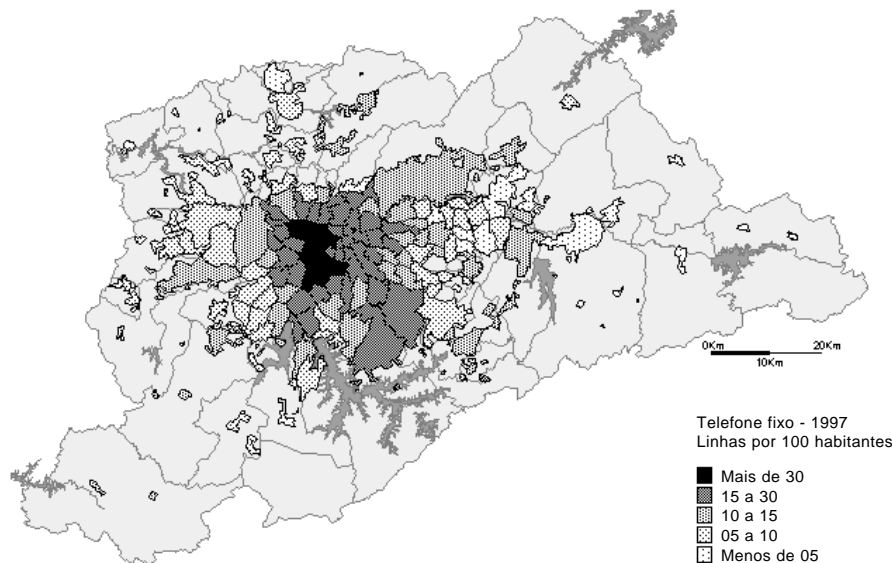 0Km 20Km
10Km
Telefone fixo - 1997
Linhas por 100 habitantes
Mais de 30
15 a 30
10 a 15
05 a 10
Menos de 05